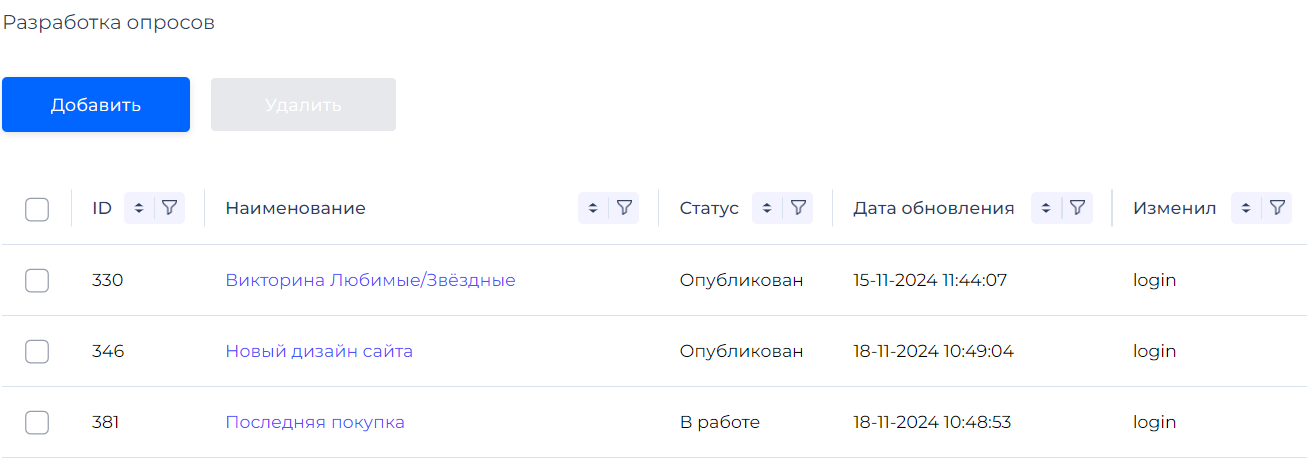 Разработка опросов
Добавить Удалить
ID Наименование Статус Дата обновления Изменил
330 Викторина Любимые/Звёздные Опубликован 15-11-2024 11:44:07 login
346 Новый дизайн сайта Опубликован 18-11-2024 10:49:04 login
381 Последняя покупка В работе 18-11-2024 10:48:53 login